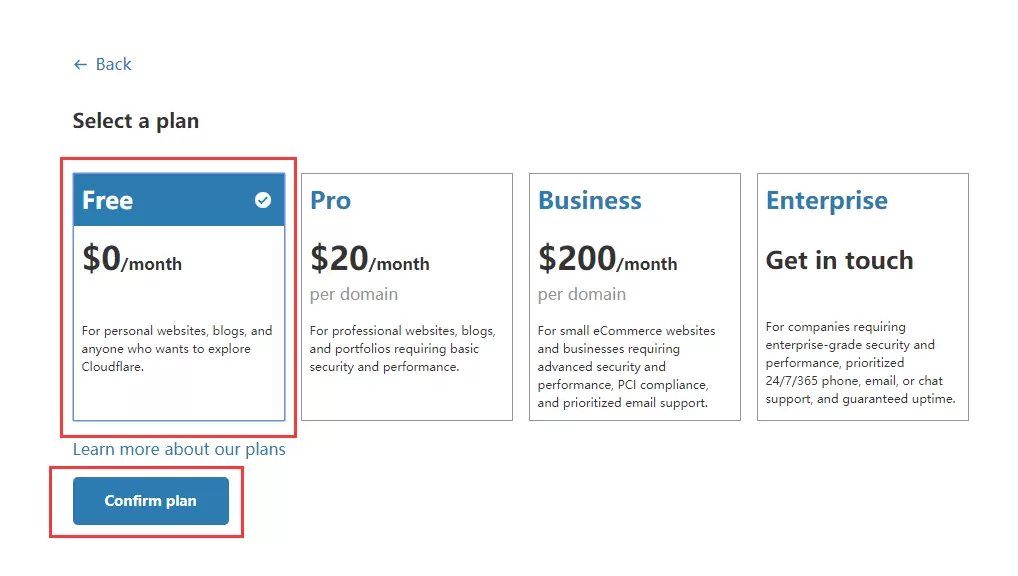 ← Back
Select a plan
Free
$0/month
For personal websites, blogs, and
anyone who wants to explore
Cloudflare.
Pro
$20/month
per domain
For professional websites, blogs,
and portfolios requiring basic
security and performance.
Business
$200/month
per domain
For small eCommerce websites
and businesses requiring
advanced security and
performance, PCI compliance,
and prioritized email support.
Enterprise
Get in touch
For companies requiring
enterprise-grade security and
performance, prioritized
24/7/365 phone, email, or chat
support, and guaranteed uptime.
Learn more about our plans
Confirm plan